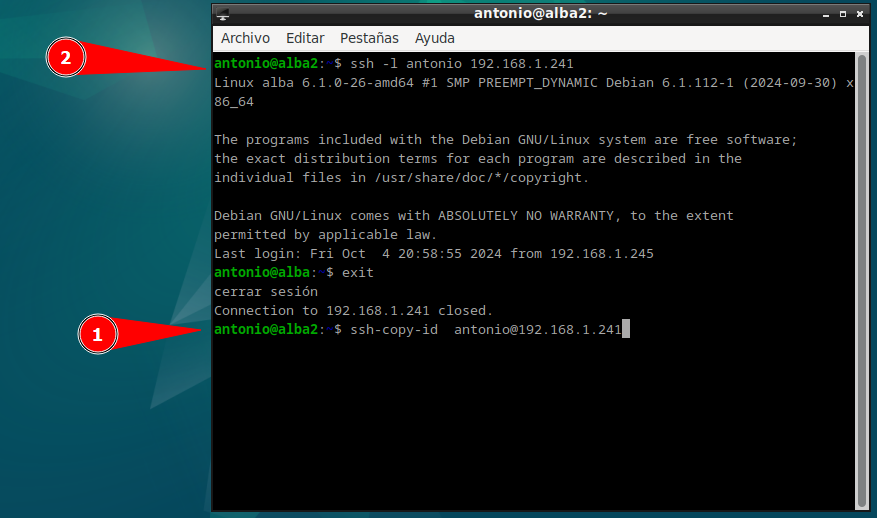 antonio@alba2: ~
Archivo Editar Pestañas Ayuda
2
antonio@alba2:~$ ssh -l antonio 192.168.1.241
Linux alba 6.1.0-26-amd64 #1 SMP PREEMPT_DYNAMIC Debian 6.1.112-1 (2024-09-30) x
86_64
The programs included with the Debian GNU/Linux system are free software;
the exact distribution terms for each program are described in the
individual files in /usr/share/doc/*/copyright.
Debian GNU/Linux comes with ABSOLUTELY NO WARRANTY, to the extent
permitted by applicable law.
Last login: Fri Oct  4 20:58:55 2024 from 192.168.1.245
antonio@alba:~$ exit
cerrar sesión
Connection to 192.168.1.241 closed.
1
antonio@alba2:~$ ssh-copy-id  antonio@192.168.1.241